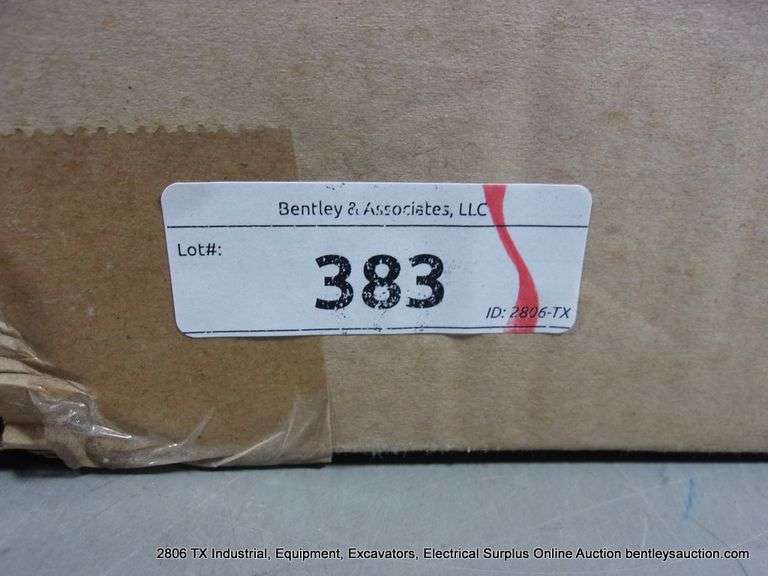 Bentley & Associates, LLC
Lot#:
383
ID: 2806-TX
2806 TX Industrial, Equipment, Excavators, Electrical Surplus Online Auction bentleysauction.com